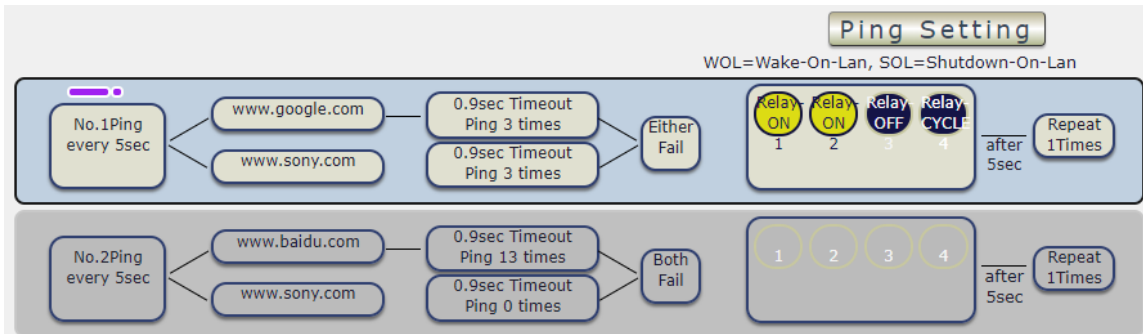 Ping Setting
WOL=Wake-On-Lan, SOL=Shutdown-On-Lan
No.1Ping
every 5sec
www.google.com
www.sony.com
0.9sec Timeout
Ping 3 times
0.9sec Timeout
Ping 3 times
Either
Fail
Relay-
ON
1
Relay-
ON
2
Relay-
OFF
3
Relay-
CYCLE
4
after
5sec
Repeat
1Times
No.2Ping
every 5sec
www.baidu.com
www.sony.com
0.9sec Timeout
Ping 13 times
0.9sec Timeout
Ping 0 times
Both
Fail
1
2
3
4
after
5sec
Repeat
1Times